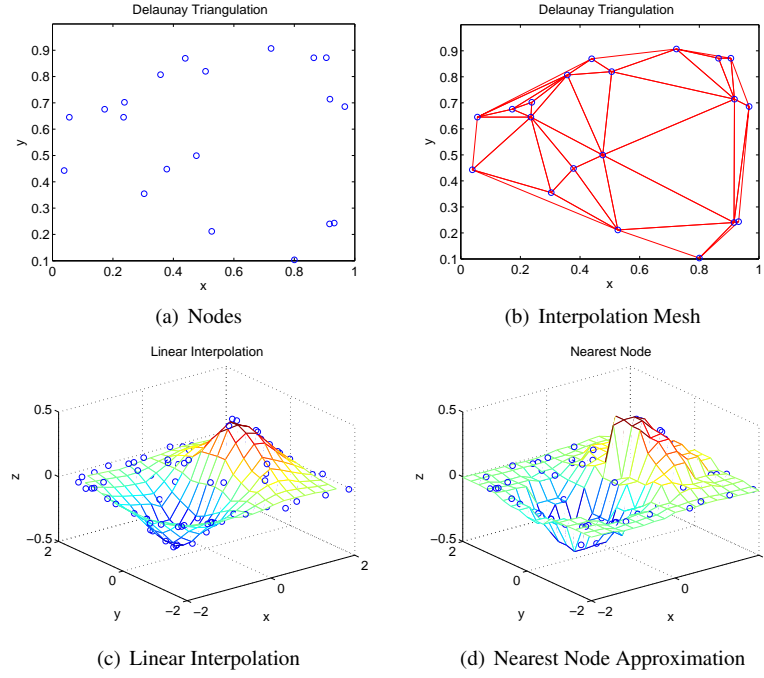 Delaunay Triangulation
0.9
0.8
0.7
0.6
0.5
0.4
0.3
0.2
0.1
y
0 0.2 0.4 0.6 0.8 1
x
(a) Nodes
Delaunay Triangulation
0.9
0.8
0.7
0.6
0.5
0.4
0.3
0.2
0.1
y
0 0.2 0.4 0.6 0.8 1
x
(b) Interpolation Mesh
Linear Interpolation
0.5
0
−0.5
z
2
0
−2
y
−2
0
2
x
(c) Linear Interpolation
Nearest Node
0.5
0
−0.5
z
2
0
−2
y
−2
0
x
(d) Nearest Node Approximation